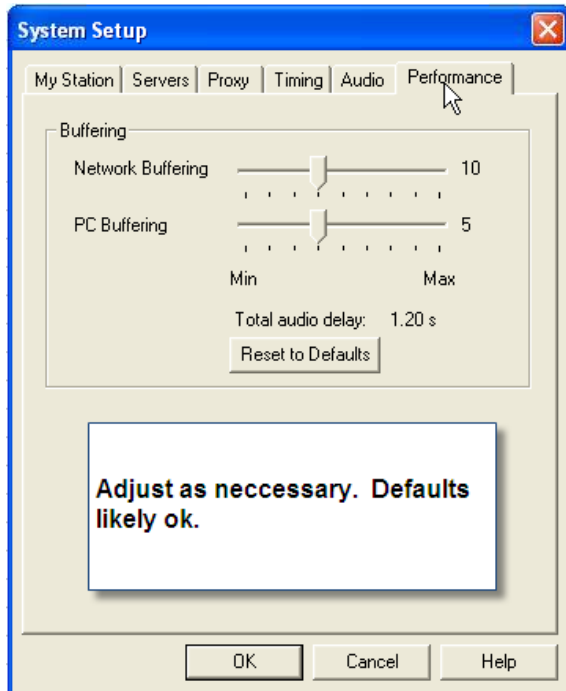 System Setup
My Station Servers Proxy Timing Audio Performance
Buffering
Network Buffering 10
PC Buffering 5
Min Max
Total audio delay: 1.20 s
Reset to Defaults
Adjust as neccessary. Defaults
likely ok.
OK Cancel Help